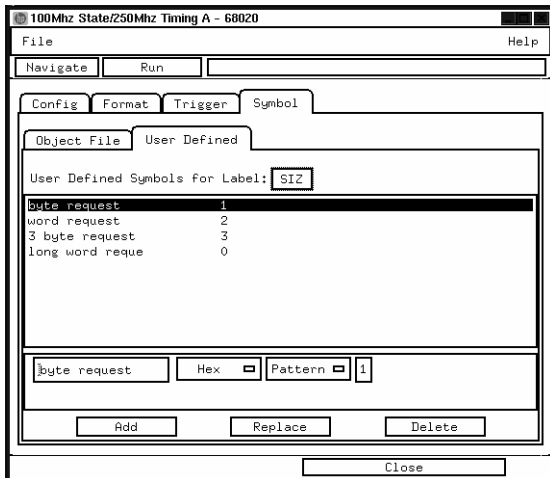 100Mhz State/250Mhz Timing A - 68020
File Help
Navigate Run
Config Format Trigger Symbol
Object File User Defined
User Defined Symbols for Label: SIZ
byte request 1
word request 2
3 byte request 3
long word reque 0
byte request Hex Pattern 1
Add Replace Delete
Close